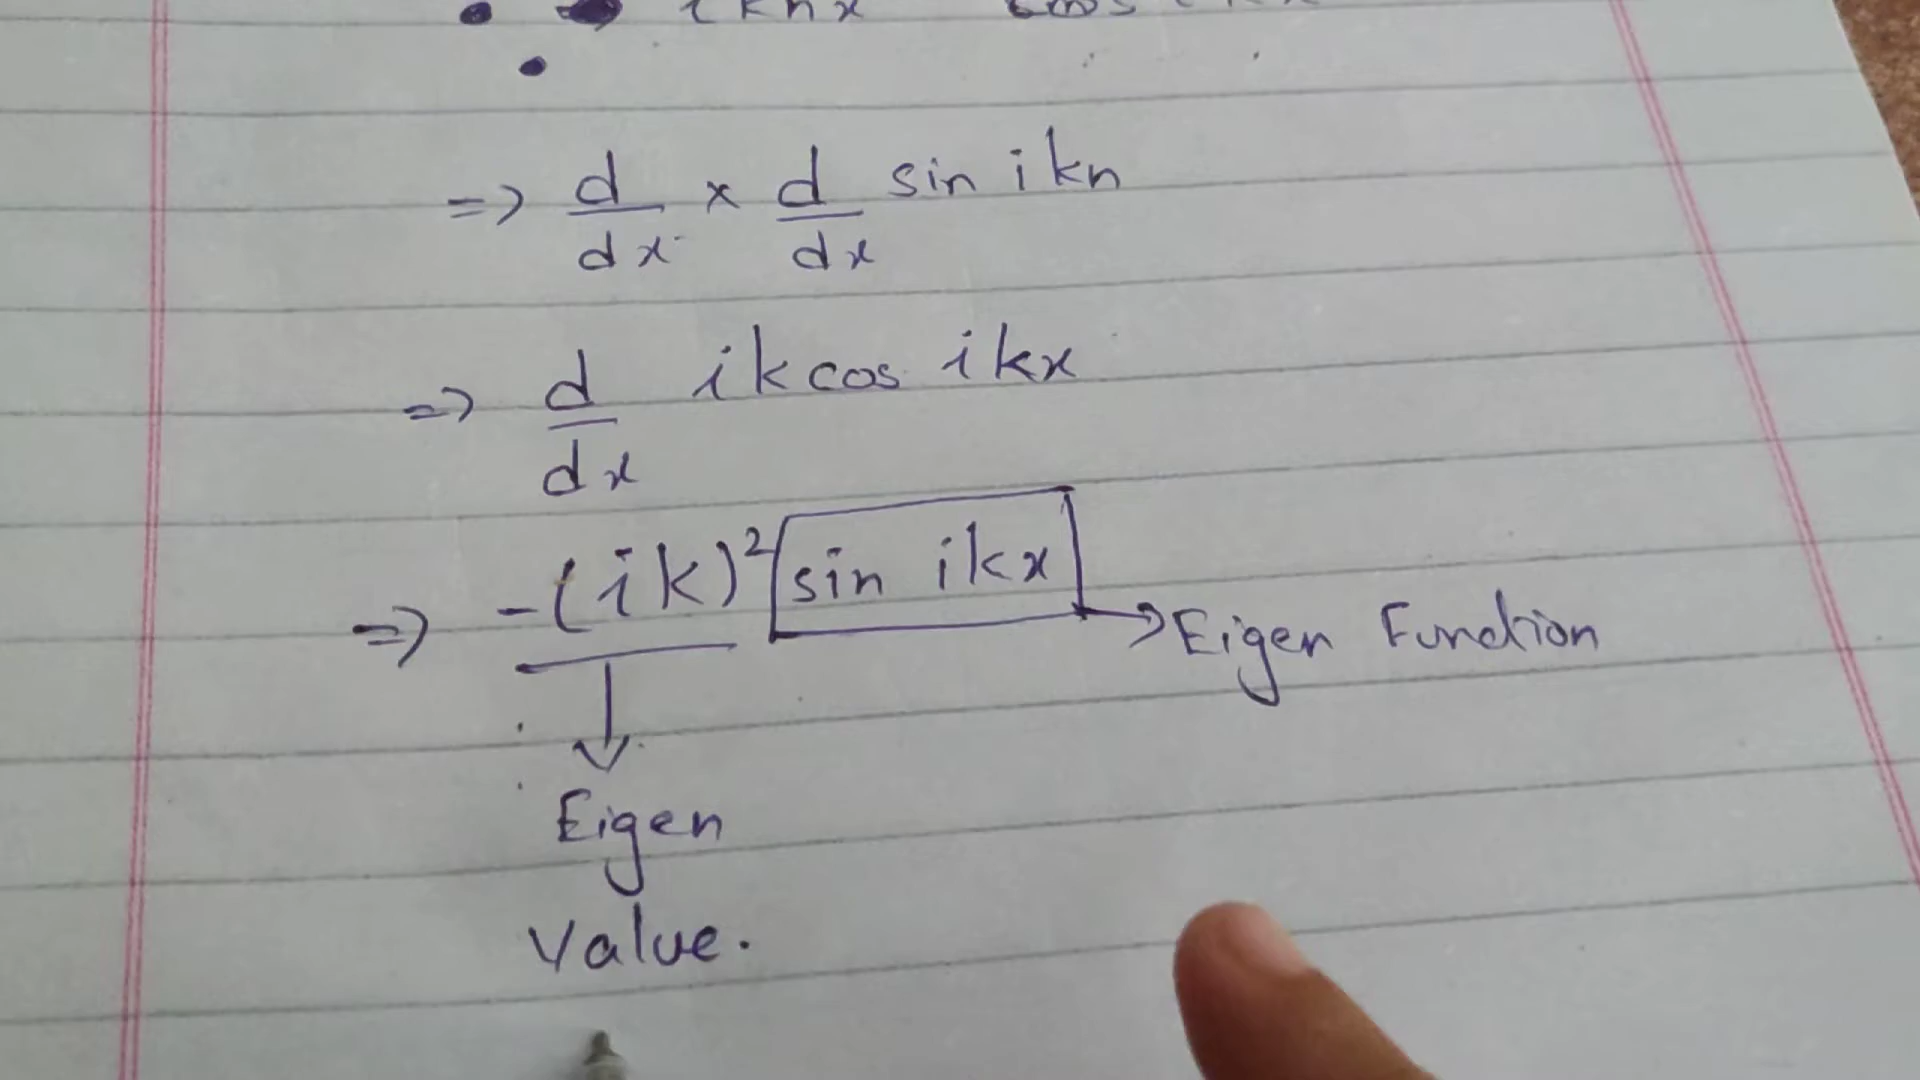 => d/dx × d/dx sin ikn
=> d/dx ik cos ikx
=> -(ik)² sin ikx
→ Eigen Function
Eigen
Value.